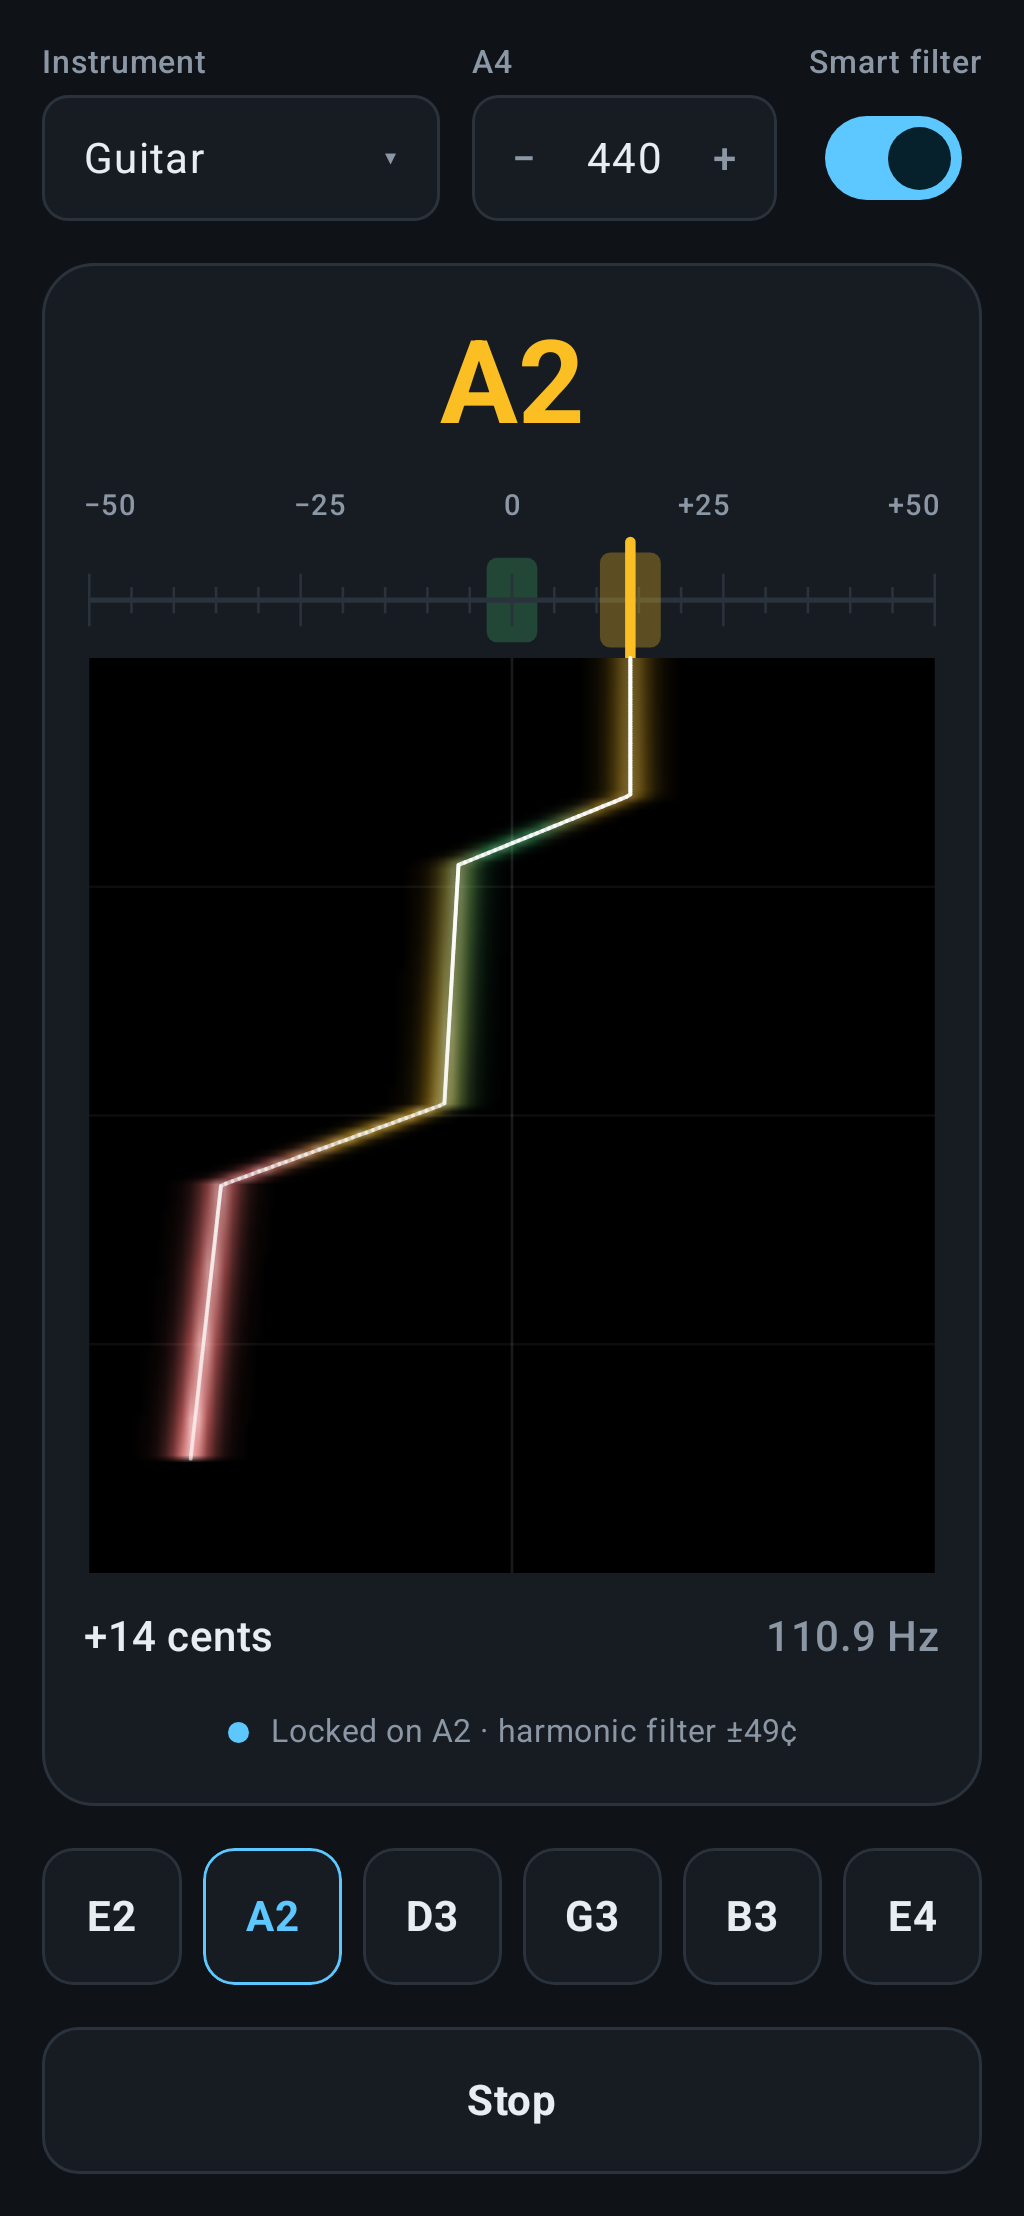 Instrument A4 Smart filter
Guitar ▾ − 440 +
A2
−50 −25 0 +25 +50
+14 cents 110.9 Hz
Locked on A2 · harmonic filter ±49¢
E2 A2 D3 G3 B3 E4
Stop